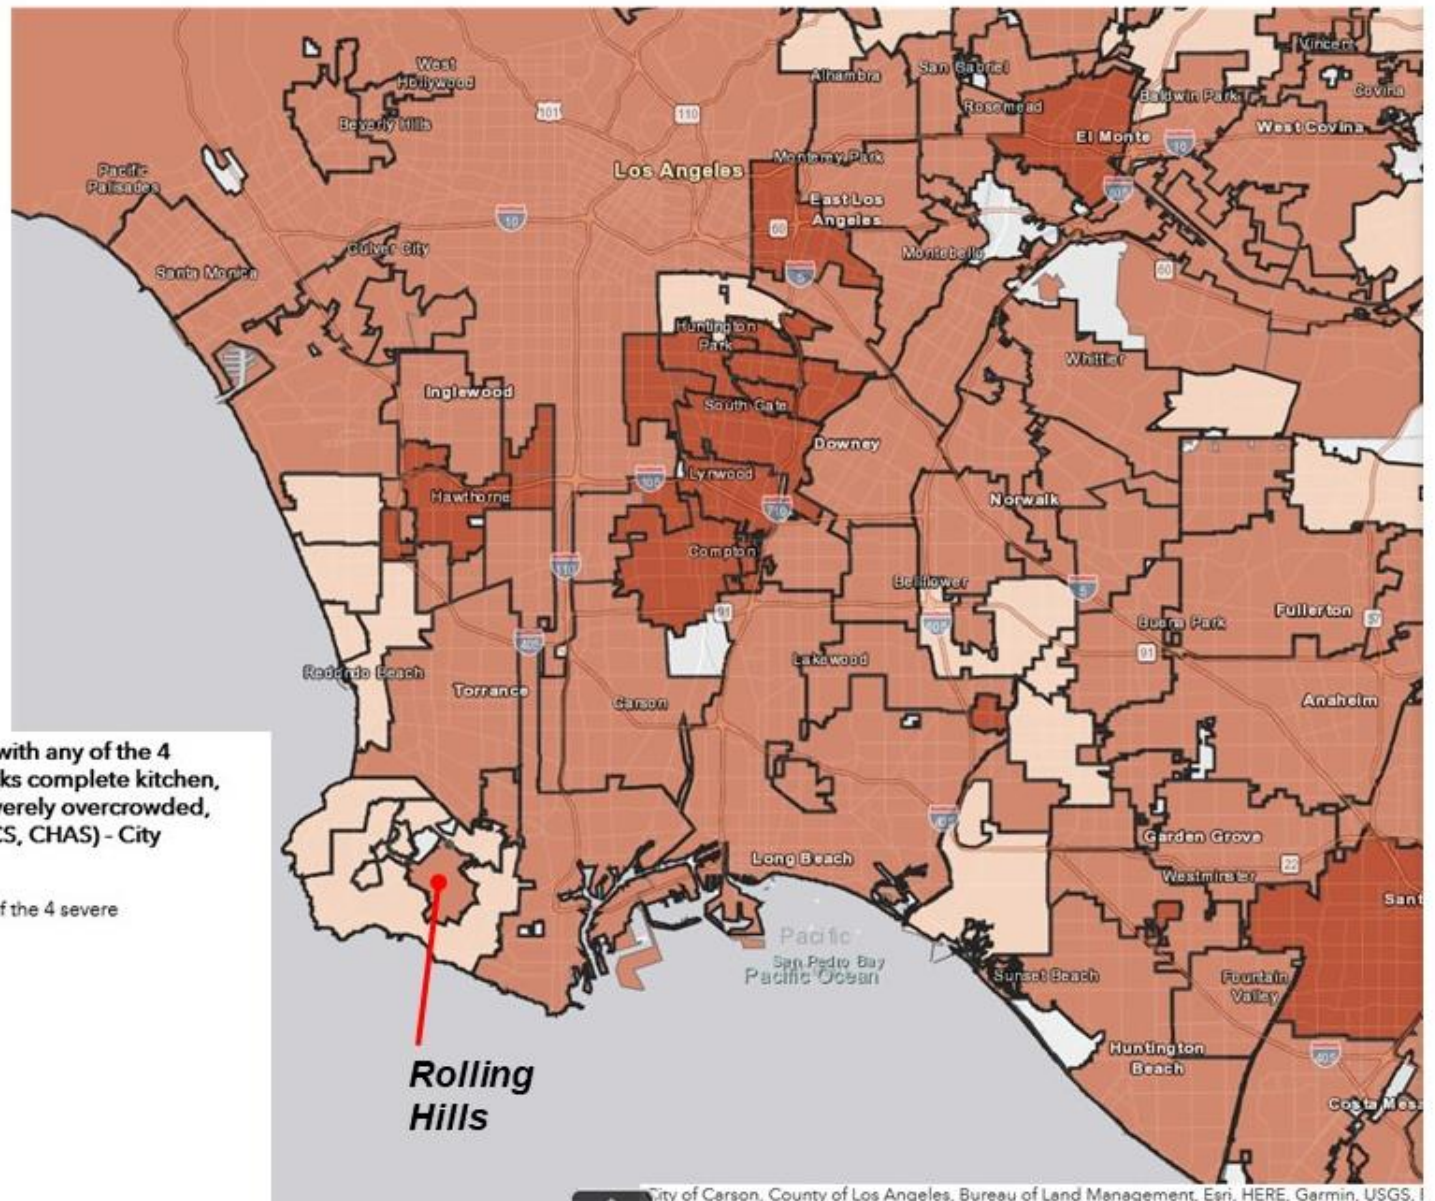 West
Hollywood
Beverly Hills
Pacific
Palisades
Santa Monica
Culver City
101
110
Los Angeles
10
Alhambra
San Gabriel
Rosemead
Monterey Park
East Los
Angeles
60
5
Montebello
El Monte
Baldwin Park
Vincent
Covina
West Covina
10
605
60
Huntington
Park
Whittier
Inglewood
South Gate
Downey
Lynwood
Hawthorne
105
710
Norwalk
Compton
110
Bellflower
5
91
605
Fullerton
57
Buena Park
91
405
Redondo Beach
Torrance
Lakewood
Carson
Anaheim
with any of the 4
ks complete kitchen,
verely overcrowded,
CS, CHAS) - City
f the 4 severe
405
Garden Grove
22
Long Beach
Westminster
Sant
Pacific
San Pedro Bay
Pacific Ocean
Sunset Beach
Fountain
Valley
Rolling
Hills
Huntington
Beach
405
Costa Mesa
City of Carson, County of Los Angeles, Bureau of Land Management, Esri, HERE, Garmin, USGS,